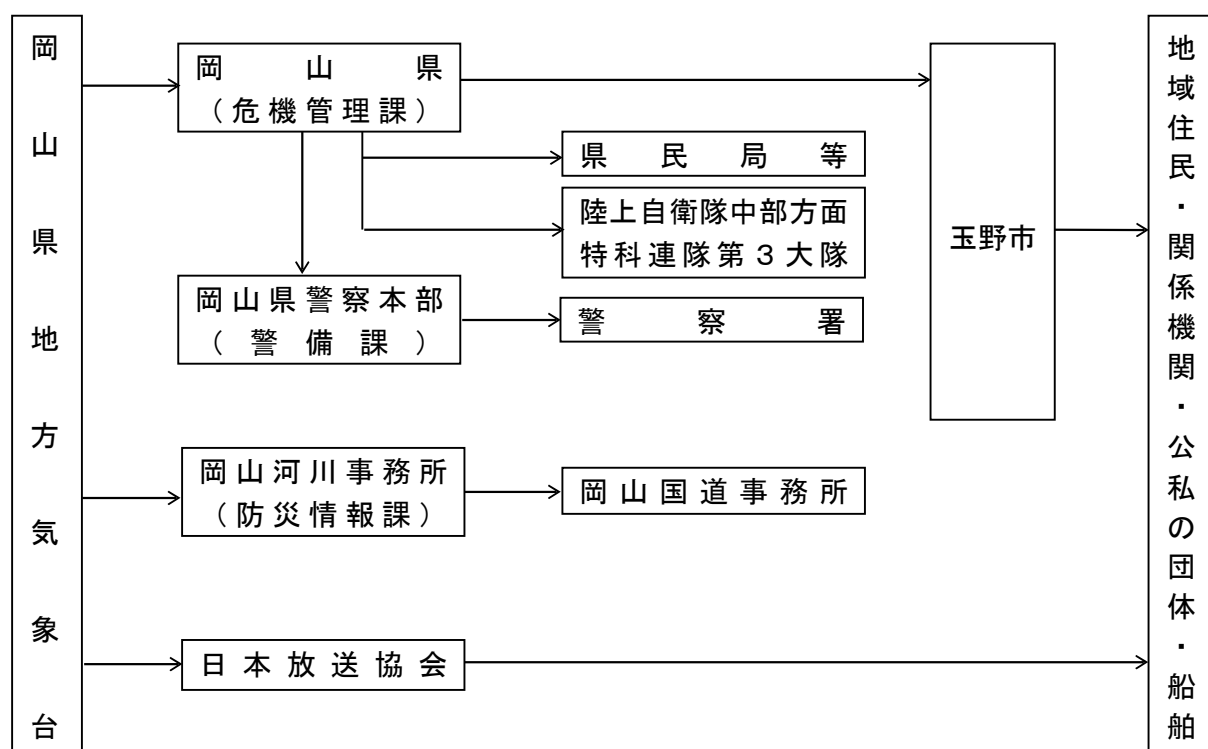 岡山県地方気象台
岡山県
（危機管理課）
県民局等
陸上自衛隊中部方面
特科連隊第３大隊
岡山県警察本部
（警備課）
警察署
岡山河川事務所
（防災情報課）
岡山国道事務所
日本放送協会
玉野市
地域住民・関係機関・公私の団体・船舶